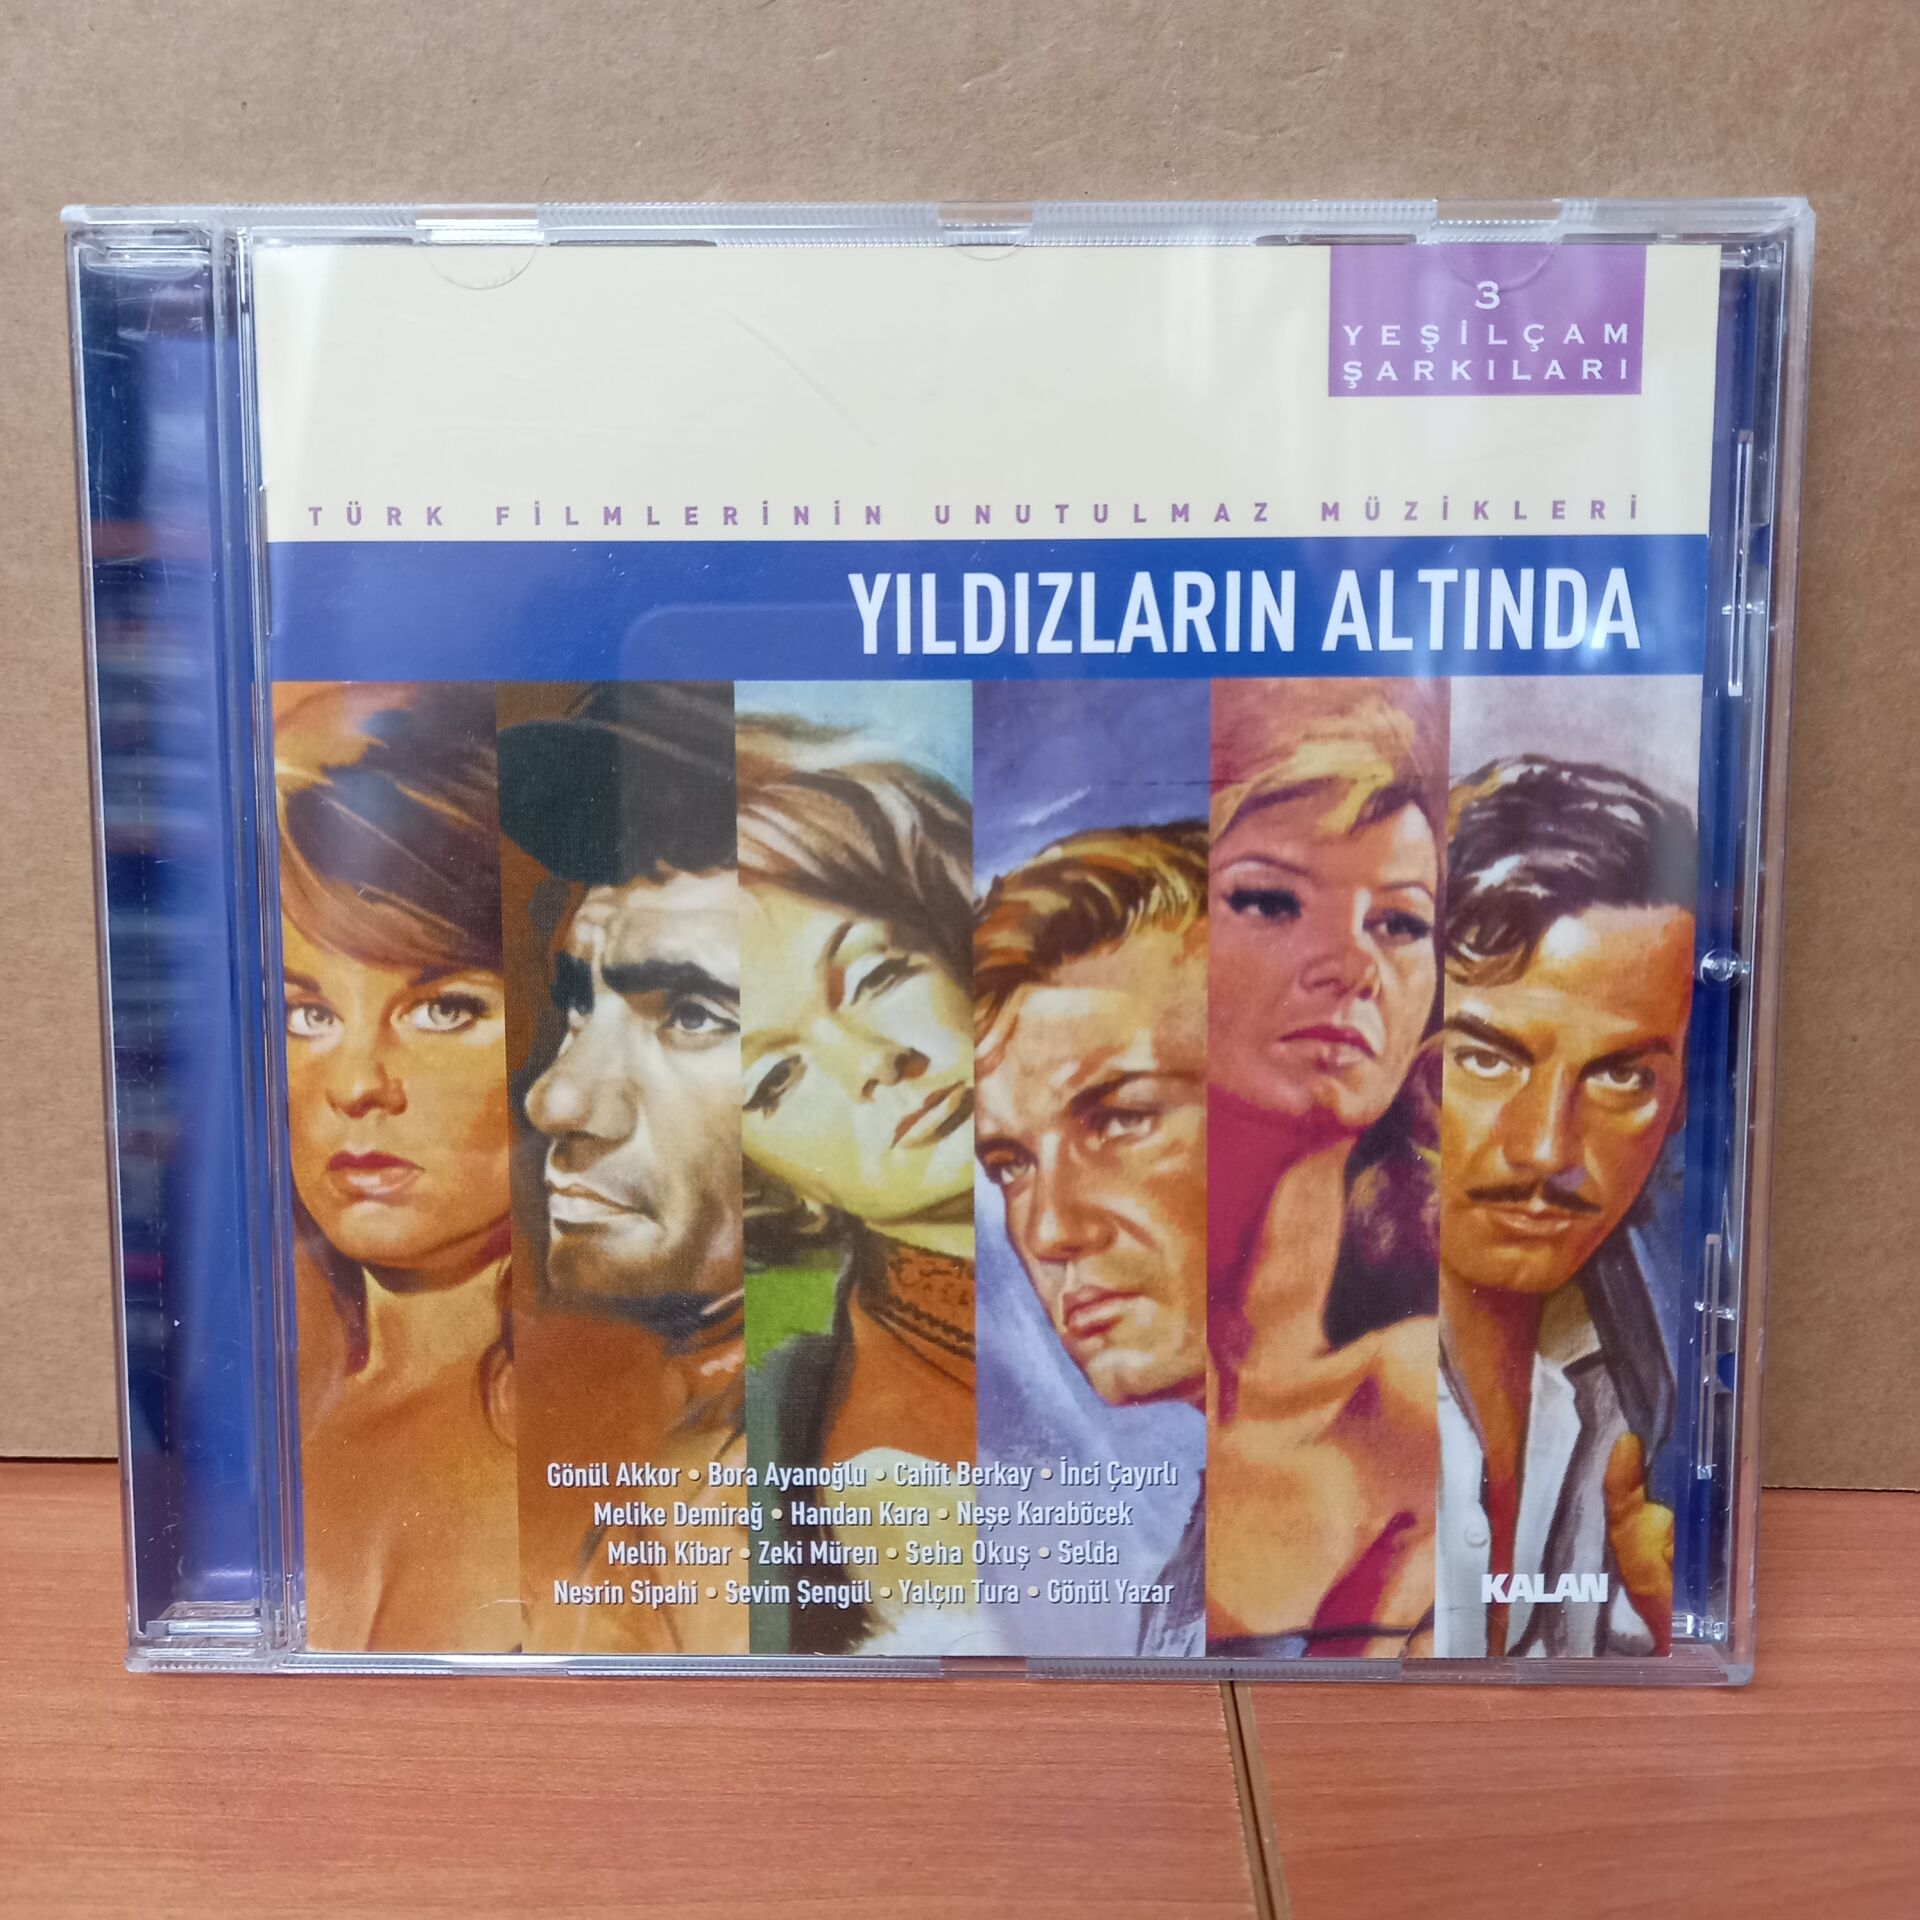 3
YEŞİLÇAM
ŞARKILARI
TÜRK FİLMLERİNİN UNUTULMAZ MÜZİKLERİ
YILDIZLARIN ALTINDA
Gönül Akkor • Bora Ayanoğlu • Cahit Berkay • İnci Çayırlı
Melike Demirağ • Handan Kara • Neşe Karaböcek
Melih Kibar • Zeki Müren • Seha Okuş • Selda
Nesrin Sipahi • Sevim Şengül • Yalçın Tura • Gönül Yazar
KALAN